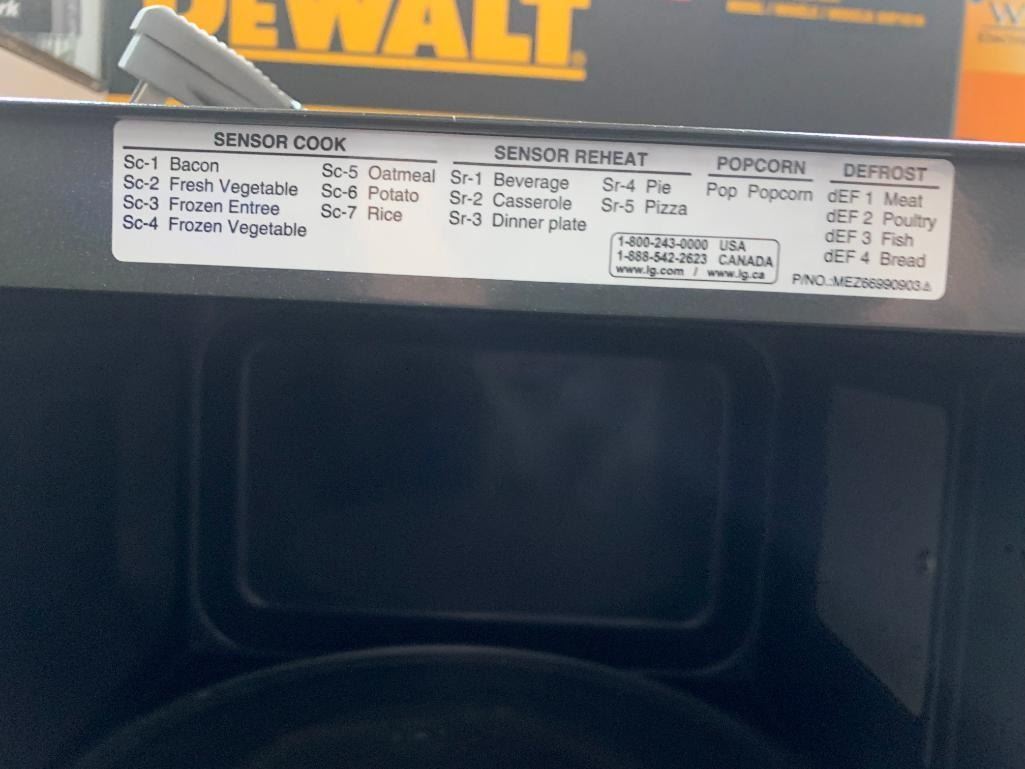 DEWALT
SENSOR COOK
Sc-1 Bacon
Sc-2 Fresh Vegetable
Sc-3 Frozen Entree
Sc-4 Frozen Vegetable
Sc-5 Oatmeal
Sc-6 Potato
Sc-7 Rice
SENSOR REHEAT
Sr-1 Beverage
Sr-2 Casserole
Sr-3 Dinner plate
Sr-4 Pie
Sr-5 Pizza
1-800-243-0000 USA
1-888-542-2623 CANADA
www.lg.com / www.lg.ca
POPCORN
Pop Popcorn
DEFROST
dEF 1 Meat
dEF 2 Poultry
dEF 3 Fish
dEF 4 Bread
P/NO.:MEZ66990903